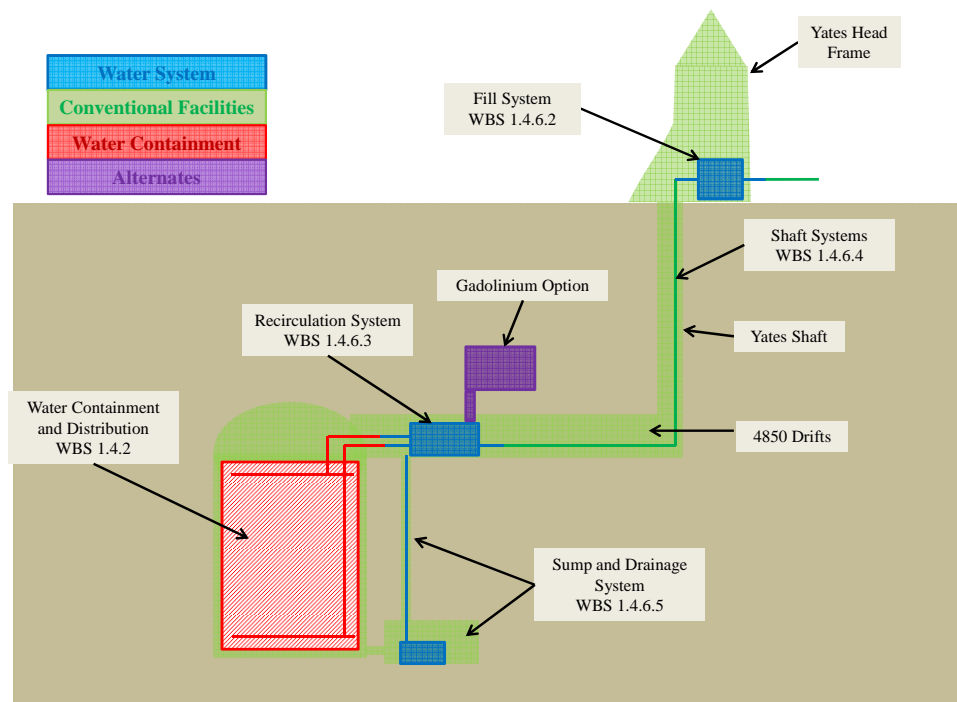 Yates Head
Frame
Water System
Conventional Facilities
Water Containment
Alternates
Fill System
WBS 1.4.6.2
Shaft Systems
WBS 1.4.6.4
Gadolinium Option
Recirculation System
WBS 1.4.6.3
Yates Shaft
Water Containment
and Distribution
WBS 1.4.2
4850 Drifts
Sump and Drainage
System
WBS 1.4.6.5